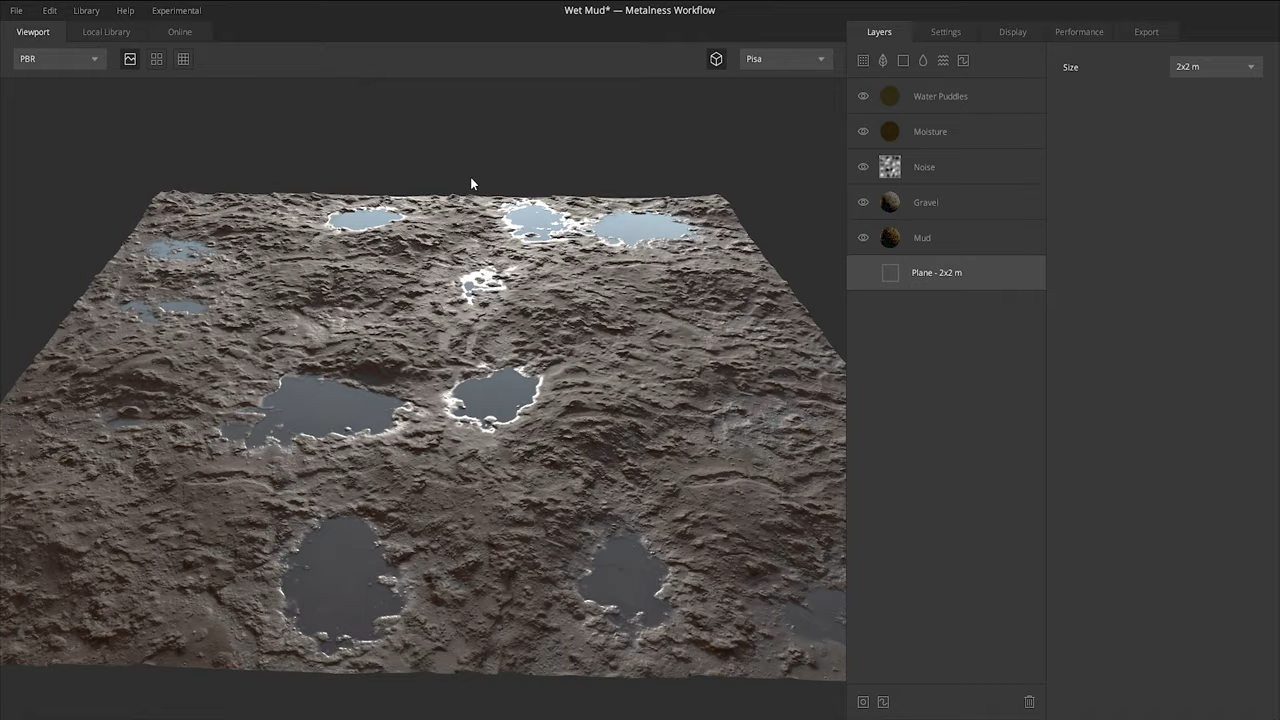 File Edit Library Help Experimental
Wet Mud* — Metalness Workflow
Viewport Local Library Online
Layers Settings Display Performance Export
PBR
Pisa
Size 2x2 m
Water Puddles
Moisture
Noise
Gravel
Mud
Plane - 2x2 m